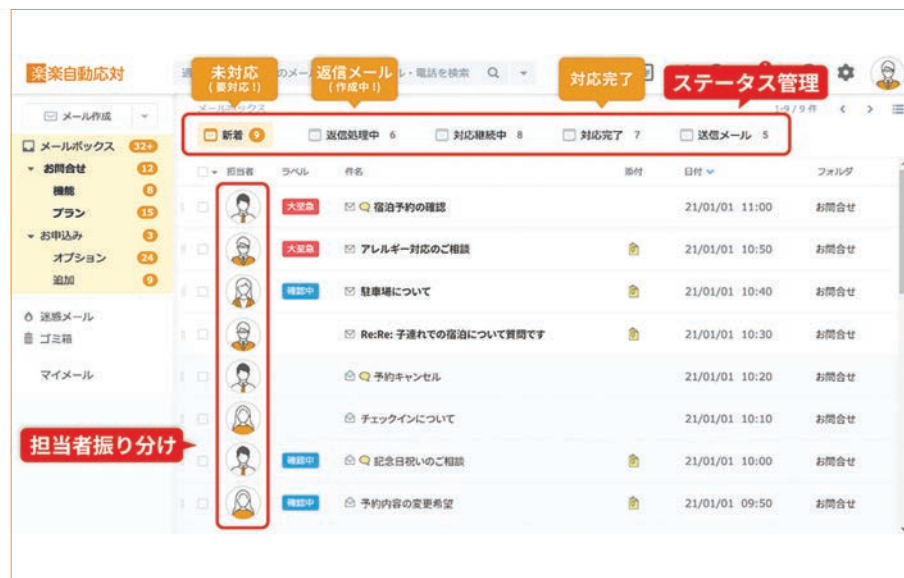 楽楽自動応対
未対応
(要対応!)
返信メール
(作成中!)
ル・電話を検索
対応完了
ステータス管理
メール作成
メールボックス
1-9 / 9 件
新着 9
返信処理中 6
対応継続中 8
対応完了 7
送信メール 5
メールボックス 32+
お問合せ 12
機能 8
プラン 15
お申込み 3
オプション 24
追加 9
迷惑メール
ゴミ箱
マイメール
担当者 ラベル 件名 添付 日付 フォルダ
大至急 宿泊予約の確認 21/01/01 11:00 お問合せ
大至急 アレルギー対応のご相談 21/01/01 10:50 お問合せ
確認中 駐車場について 21/01/01 10:40 お問合せ
Re:Re: 子連れでの宿泊について質問です 21/01/01 10:30 お問合せ
予約キャンセル 21/01/01 10:20 お問合せ
チェックインについて 21/01/01 10:10 お問合せ
担当者振り分け
確認中 記念日祝いのご相談 21/01/01 10:00 お問合せ
確認中 予約内容の変更希望 21/01/01 09:50 お問合せ